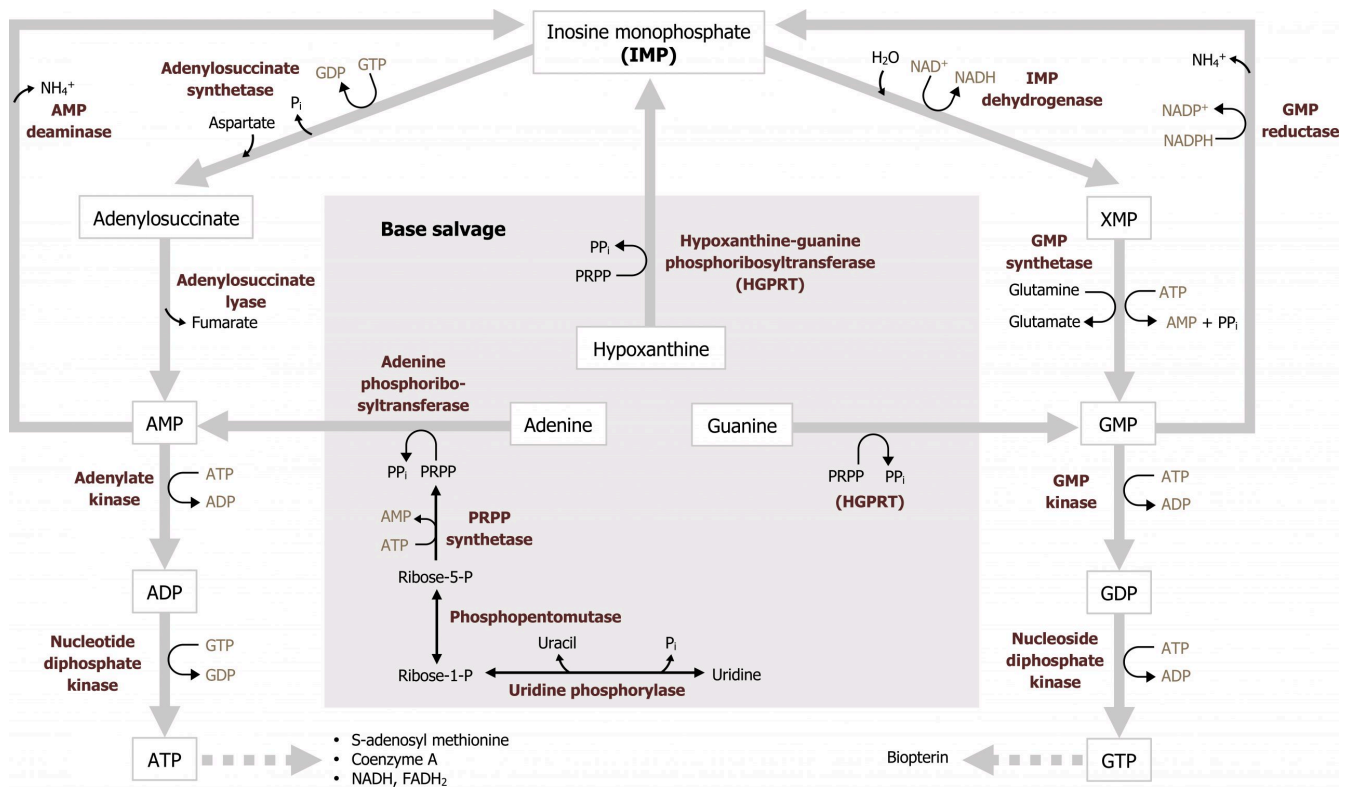 Inosine monophosphate
(IMP)
Adenylosuccinate
synthetase
GDP
GTP
Pᵢ
Aspartate
NH₄⁺
AMP
deaminase
H₂O
NAD⁺
NADH
IMP
dehydrogenase
NH₄⁺
NADP⁺
NADPH
GMP
reductase
Adenylosuccinate
Adenylosuccinate
lyase
Fumarate
Base salvage
PPᵢ
PRPP
Hypoxanthine-guanine
phosphoribosyltransferase
(HGPRT)
Hypoxanthine
XMP
GMP
synthetase
Glutamine
Glutamate
ATP
AMP + PPᵢ
Adenine
phosphoribo-
syltransferase
AMP
Adenine
Guanine
GMP
PPᵢ PRPP
PRPP PPᵢ
(HGPRT)
Adenylate
kinase
ATP
ADP
AMP
ATP
PRPP
synthetase
GMP
kinase
ATP
ADP
Ribose-5-P
ADP
GDP
Phosphopentomutase
Nucleotide
diphosphate
kinase
GTP
GDP
Uracil
Pᵢ
Ribose-1-P
Uridine
Uridine phosphorylase
Nucleoside
diphosphate
kinase
ATP
ADP
ATP
• S-adenosyl methionine
• Coenzyme A
• NADH, FADH₂
Biopterin
GTP